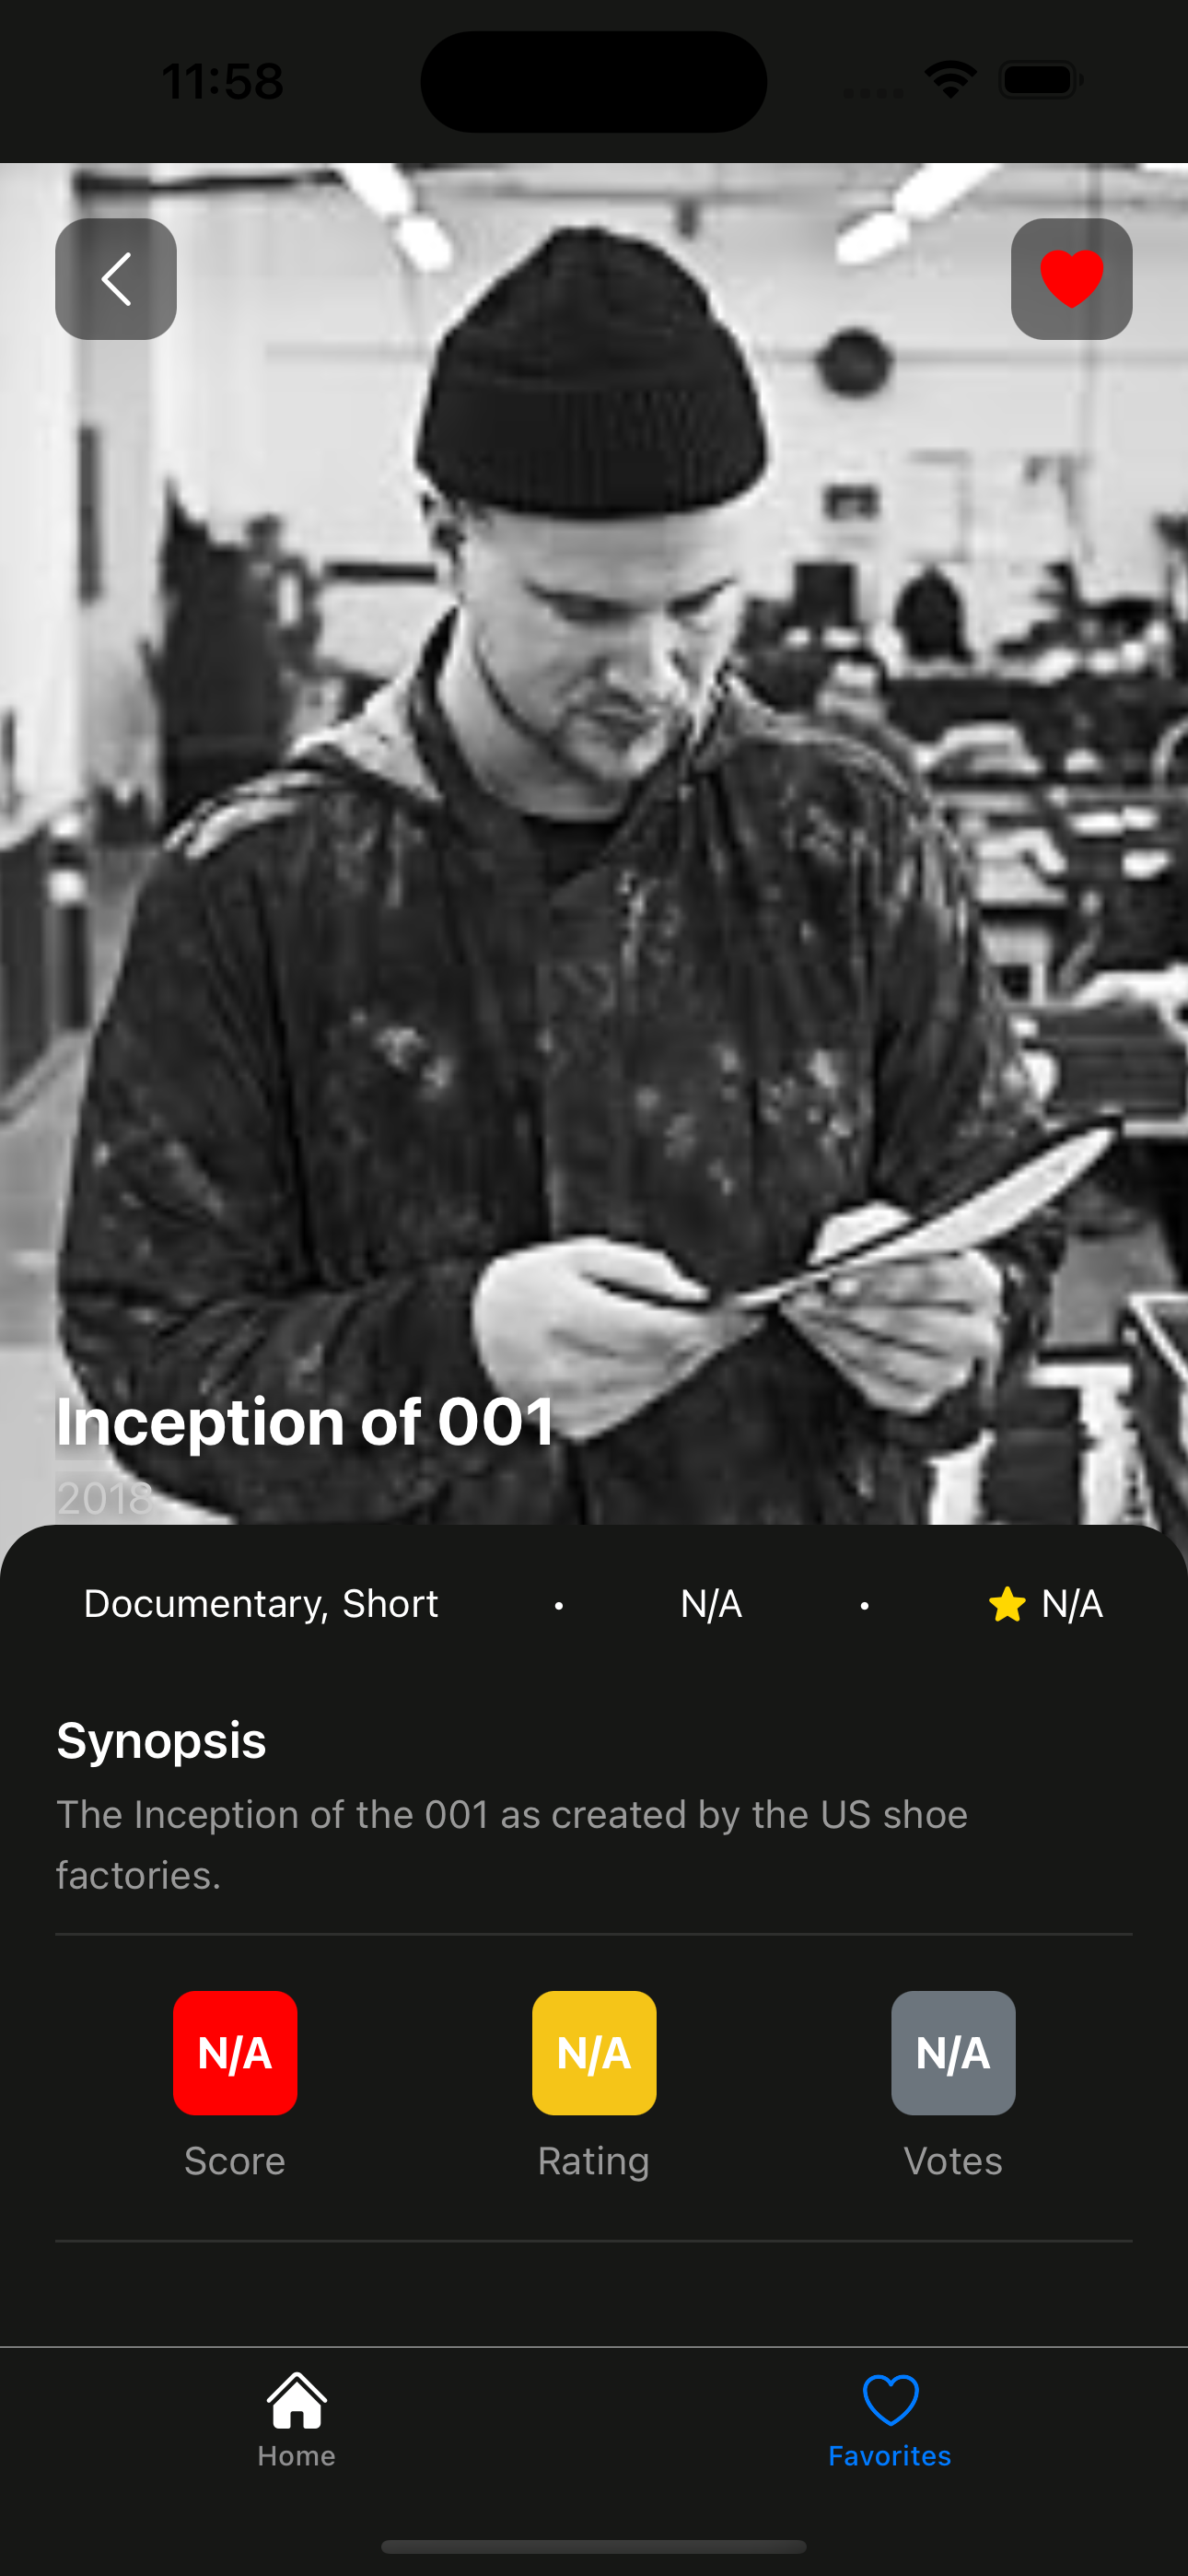 11:58
Inception of 001
2018
Documentary, Short • N/A • N/A
Synopsis
The Inception of the 001 as created by the US shoe
factories.
N/A N/A N/A
Score Rating Votes
Home Favorites